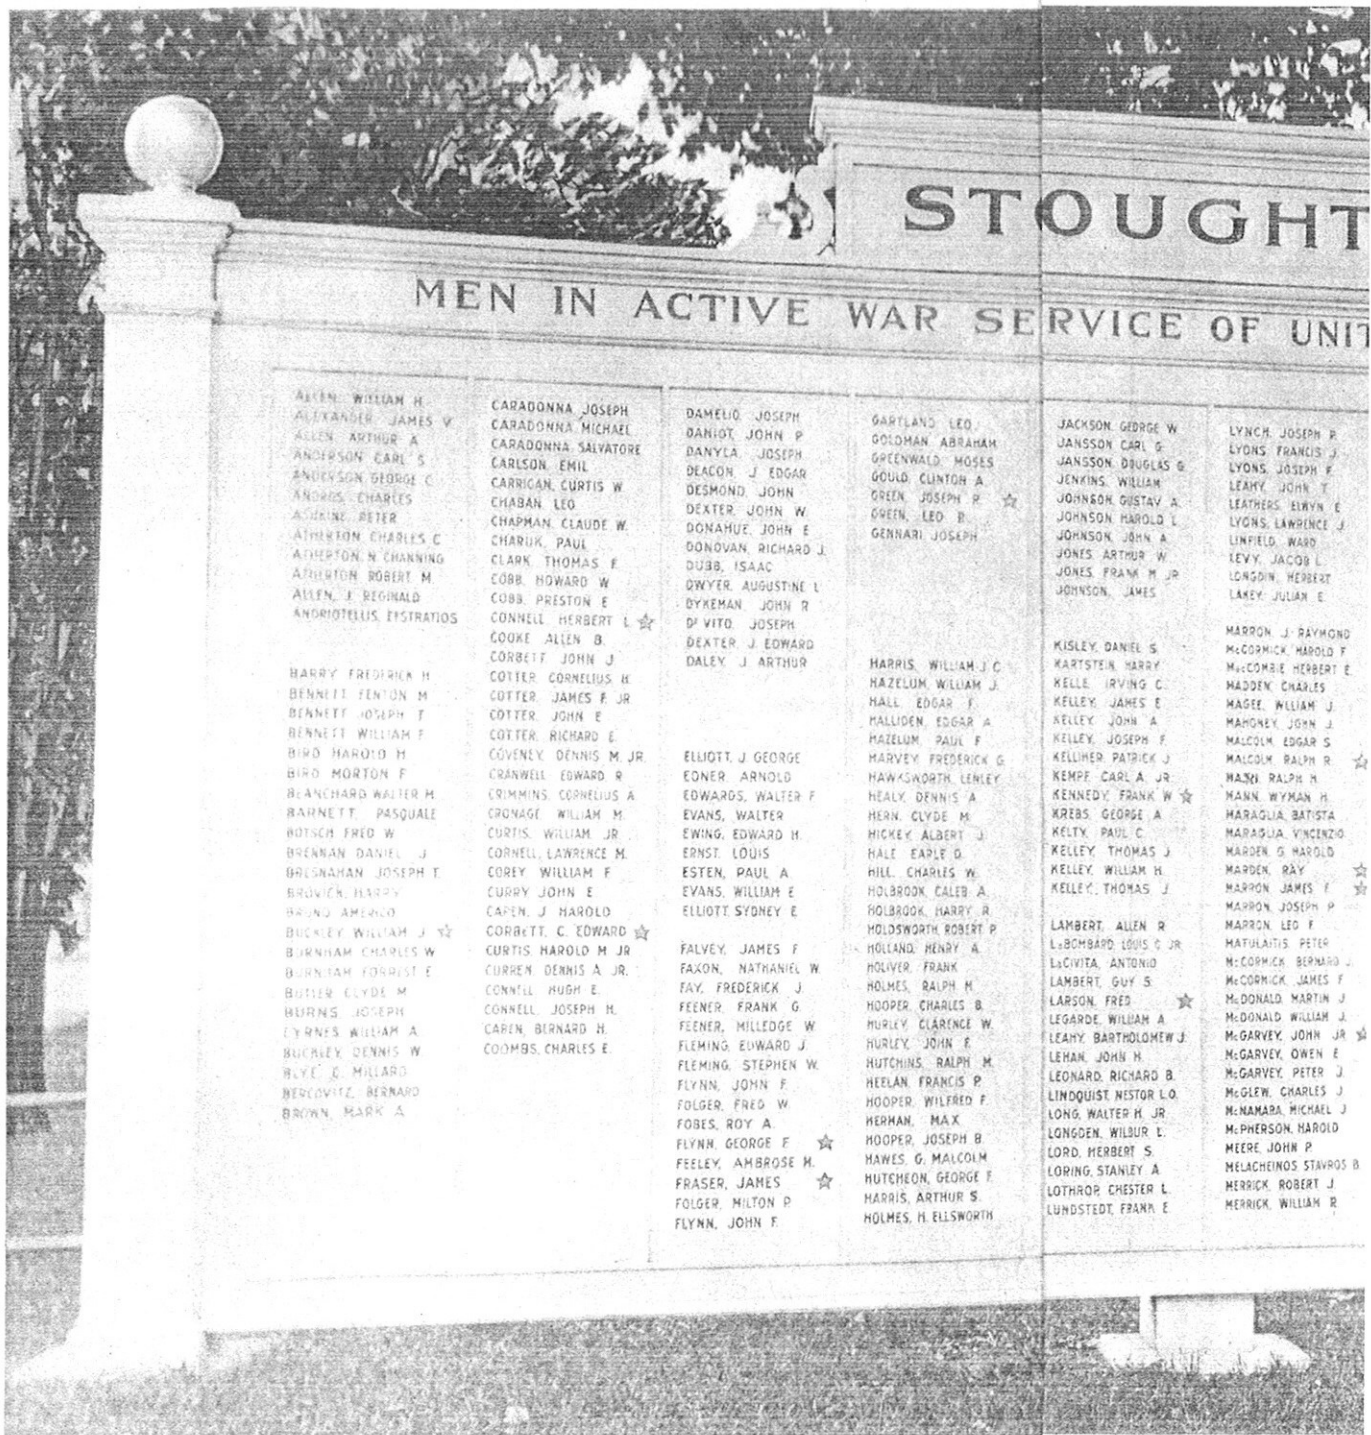 STOUGHT
MEN IN ACTIVE WAR SERVICE OF UNIT
ALLEN, WILLIAM H.
ALEXANDER, JAMES V.
ALLEN, ARTHUR A
ANDERSON CARL S
ANDERSON GEORGE C
ANDROS, CHARLES
PETER
ATHERTON CHARLES C
ATHERTON, N CHANNING
ATHERTON ROBERT M
ALLEN, J. REGINALD
ANDRIOTELLIS, EFSTRATIOS
BARRY FREDERICK H
BENNETT FENTON M
BENNETT JOSEPH T
BENNETT WILLIAM F
BIRD HAROLD H
BIRD MORTON F
BLANCHARD WALTER M
BARNETT, PASQUALE
BOTSCH FRED W
BRENNAN DANIEL J
BRESNAHAN JOSEPH T
HARRY
BRUNO AMERICO
BUCKLEY WILLIAM J ☆
BURNHAM CHARLES W
BURNHAM FORREST E
BUTLER CLYDE M
BURNS, JOSEPH
BYRNES WILLIAM A
BUCKLEY, DENNIS W
BLYE, C. MILLARD
BERCOVITZ, BERNARD
BROWN, MARK A
CARADONNA JOSEPH
CARADONNA MICHAEL
CARADONNA SALVATORE
CARLSON, EMIL
CARRIGAN, CURTIS W
CHABAN LEO
CHAPMAN, CLAUDE W.
CHARUK, PAUL
CLARK, THOMAS F
COBB, HOWARD W
COBB, PRESTON E
CONNELL, HERBERT L ☆
COOKE ALLEN B.
CORBETT JOHN J
COTTER, CORNELIUS H
COTTER, JAMES F. JR
COTTER, JOHN E
COTTER, RICHARD E
COVENEY, DENNIS M. JR.
CRANWELL EDWARD R
CRIMMINS, CORNELIUS A
CRONAGE WILLIAM M.
CURTIS, WILLIAM, JR
CORNELL, LAWRENCE M.
COREY WILLIAM F
CURRY JOHN E
CAPEN, J HAROLD
CORBETT, C. EDWARD ☆
CURTIS HAROLD M JR
CURREN, DENNIS A JR.
CONNELL HUGH E.
CONNELL, JOSEPH H.
CAREN, BERNARD H.
COOMBS, CHARLES E.
DAMELIO, JOSEPH
DANIOT, JOHN P
DANYLA, JOSEPH
DEACON, J EDGAR
DESMOND, JOHN
DEXTER JOHN W.
DONAHUE, JOHN E
DONOVAN, RICHARD J
DUBB, ISAAC
DWYER, AUGUSTINE L
DYKEMAN, JOHN R
DI VITO, JOSEPH
DEXTER, J. EDWARD
DALEY, J ARTHUR
ELLIOTT, J GEORGE
EDNER ARNOLD
EDWARDS, WALTER F
EVANS, WALTER
EWING, EDWARD H.
ERNST, LOUIS
ESTEN, PAUL A
EVANS, WILLIAM E
ELLIOTT SYDNEY E
FALVEY, JAMES F
FAXON, NATHANIEL W.
FAY, FREDERICK J
FEENER, FRANK G.
FEENER, MILLEDGE W
FLEMING, EDWARD J.
FLEMING, STEPHEN W.
FLYNN, JOHN F.
FOLGER, FRED W.
FOBES, ROY A.
FLYNN, GEORGE F ☆
FEELEY, AMBROSE M.
FRASER, JAMES ☆
FOLGER, MILTON P.
FLYNN, JOHN F.
GARTLAND LEO
GOLDMAN ABRAHAM
GREENWALD, MOSES
GOULD, CLINTON A
GREEN, JOSEPH R ☆
GREEN, LEO B
GENNARI, JOSEPH
HARRIS, WILLIAM J C
HAZELUM, WILLIAM J
HALL EDGAR F.
HALLIDEN, EDGAR A
HAZELUM, PAUL F
HARVEY, FREDERICK G
HAWKSWORTH, LENLEY
HEALY, DENNIS A
HERN, CLYDE M.
HICKEY, ALBERT J
HALE EARLE D.
HILL, CHARLES W.
HOLBROOK, CALEB A
HOLBROOK, HARRY R
HOLDSWORTH, ROBERT P
HOLLAND, HENRY A.
HOLIVER, FRANK
HOLMES, RALPH H.
HOOPER, CHARLES B.
HURLEY, CLARENCE W.
HURLEY, JOHN F.
HUTCHINS, RALPH M.
HEELAN, FRANCIS P.
HOOPER, WILFRED F.
HERMAN, MAX
HOOPER, JOSEPH B.
HAWES, G. MALCOLM
HUTCHEON, GEORGE F
HARRIS, ARTHUR S.
HOLMES, H. ELLSWORTH
JACKSON, GEORGE W
JANSSON CARL G
JANSSON, DOUGLAS G
JENKINS, WILLIAM
JOHNSON, GUSTAV A.
JOHNSON HAROLD L
JOHNSON, JOHN A
JONES, ARTHUR W
JONES, FRANK M JR
JOHNSON, JAMES
KISLEY, DANIEL S.
KARTSTEIN, HARRY
KELLE, IRVING C.
KELLEY, JAMES E
KELLEY, JOHN A.
KELLEY, JOSEPH F
KELLIHER, PATRICK J
KEMPF, CARL A, JR
KENNEDY, FRANK W ☆
KREBS, GEORGE A
KELTY, PAUL C.
KELLEY, THOMAS J
KELLEY, WILLIAM H.
KELLEY, THOMAS J
LAMBERT, ALLEN R
LaBOMBARD, LOUIS C JR
LaCIVITA, ANTONIO
LAMBERT, GUY S.
LARSON, FRED ☆
LEGARDE, WILLIAM A
LEAHY, BARTHOLOMEW J.
LEHAN, JOHN H.
LEONARD, RICHARD B.
LINDQUIST, NESTOR L.O.
LONG, WALTER H. JR
LONGDEN, WILBUR L.
LORD, HERBERT S.
LORING, STANLEY A.
LOTHROP, CHESTER L.
LUNDSTEDT, FRANK E
LYNCH, JOSEPH P.
LYONS, FRANCIS J.
LYONS, JOSEPH F
LEAHY, JOHN T
LEATHERS, ELWYN E
LYONS, LAWRENCE J
LINFIELD, WARD
LEVY, JACOB L.
LONGDIN, HERBERT
LAKEY, JULIAN E.
MARRON, J. RAYMOND
McCORMICK, HAROLD F
MacCOMBIE HERBERT E.
MADDEN, CHARLES
MAGEE, WILLIAM J.
MAHONEY, JOHN J.
MALCOLM, EDGAR S
MALCOLM, RALPH R ☆
RALPH H
MANN, WYMAN H.
MARAGLIA, BATISTA
MARAGLIA, VINCENZIO
MARDEN, G. HAROLD
MARDEN, RAY ☆
MARRON JAMES F ☆
MARRON, JOSEPH P
MARRON, LEO F
MATULAITIS PETER
McCORMICK, BERNARD J.
McCORMICK, JAMES F
McDONALD, MARTIN J
McDONALD, WILLIAM J.
McGARVEY, JOHN JR ☆
McGARVEY, OWEN E
McGARVEY, PETER J.
McGLEW, CHARLES J
McNAMARA, MICHAEL J
McPHERSON, HAROLD
MEERE, JOHN P.
MELACHEINOS STAVROS B
MERRICK, ROBERT J
MERRICK, WILLIAM R